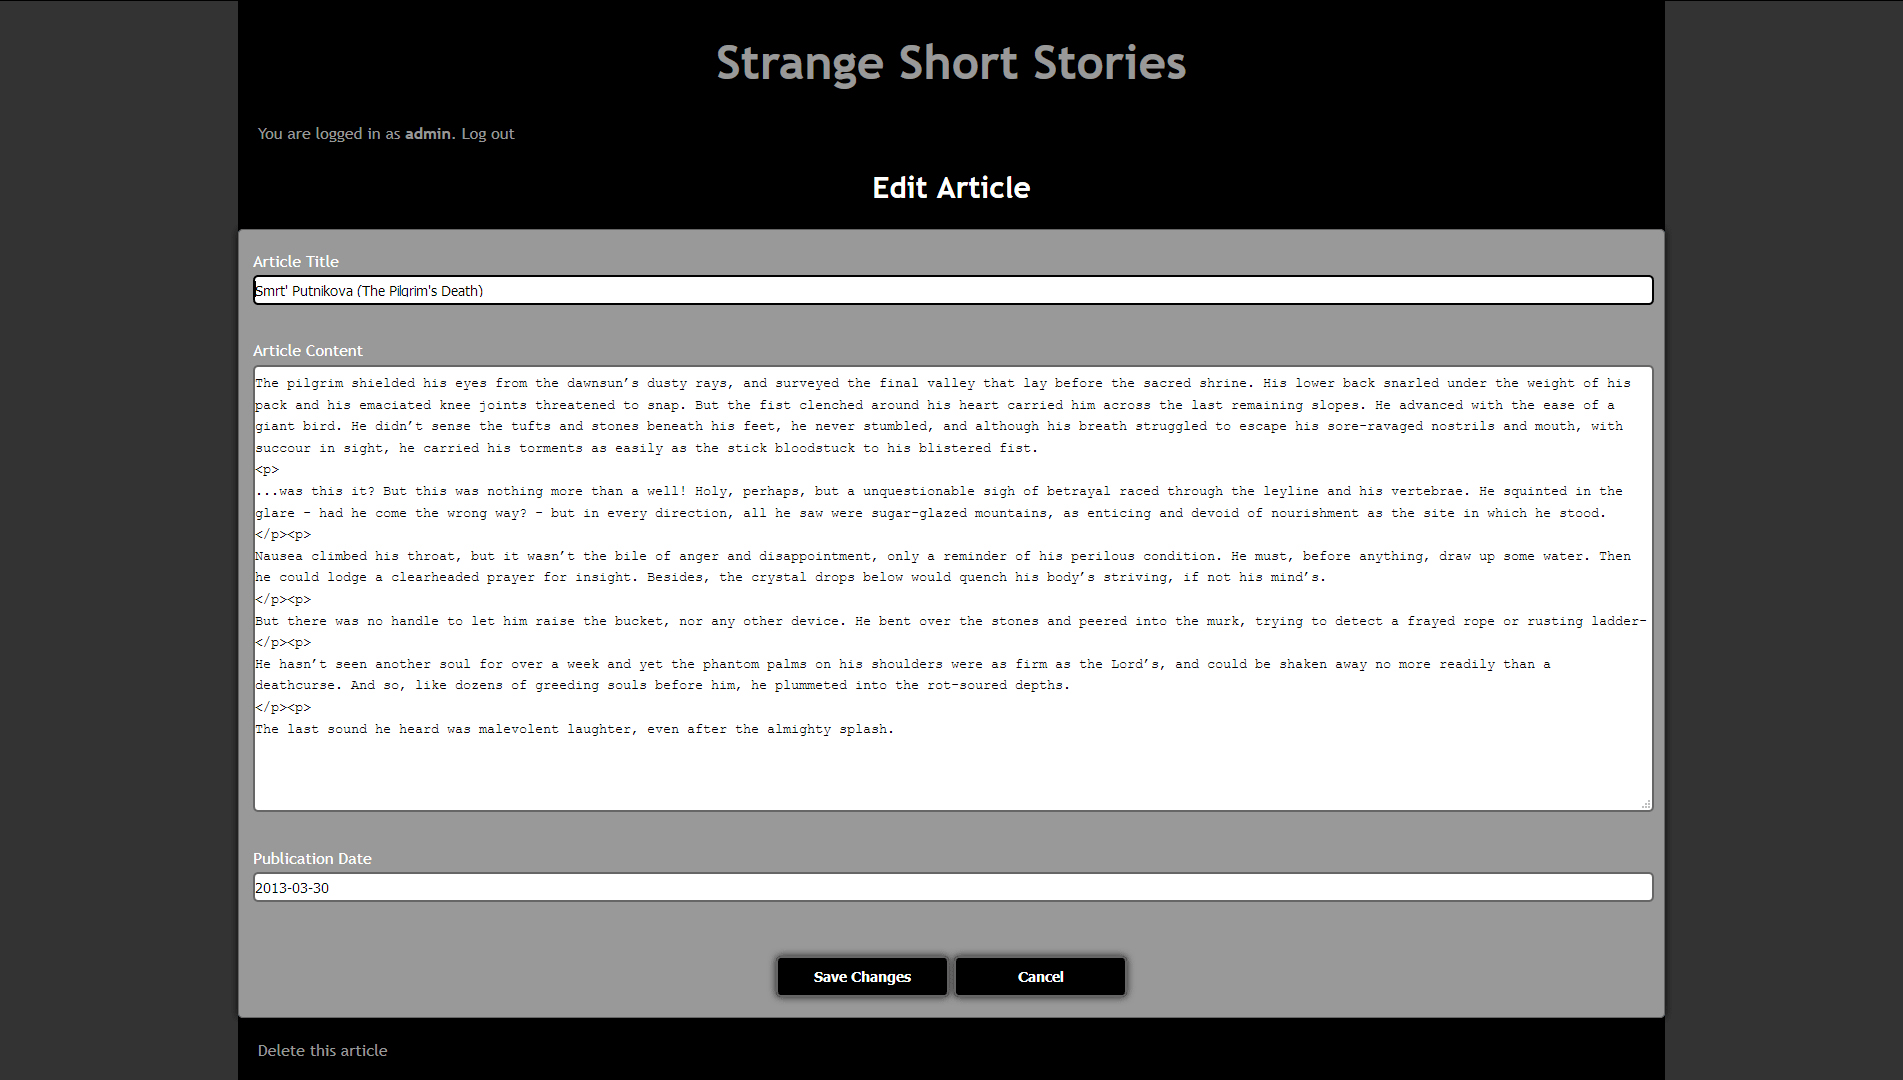 Strange Short Stories
You are logged in as admin. Log out
Edit Article
Article Title
Smrt' Putnikova (The Pilgrim's Death)
Article Content
The pilgrim shielded his eyes from the dawnsun’s dusty rays, and surveyed the final valley that lay before the sacred shrine. His lower back snarled under the weight of his
pack and his emaciated knee joints threatened to snap. But the fist clenched around his heart carried him across the last remaining slopes. He advanced with the ease of a
giant bird. He didn’t sense the tufts and stones beneath his feet, he never stumbled, and although his breath struggled to escape his sore-ravaged nostrils and mouth, with
succour in sight, he carried his torments as easily as the stick bloodstuck to his blistered fist.
<p>
...was this it? But this was nothing more than a well! Holy, perhaps, but a unquestionable sigh of betrayal raced through the leyline and his vertebrae. He squinted in the
glare – had he come the wrong way? – but in every direction, all he saw were sugar-glazed mountains, as enticing and devoid of nourishment as the site in which he stood.
</p><p>
Nausea climbed his throat, but it wasn’t the bile of anger and disappointment, only a reminder of his perilous condition. He must, before anything, draw up some water. Then
he could lodge a clearheaded prayer for insight. Besides, the crystal drops below would quench his body’s striving, if not his mind’s.
</p><p>
But there was no handle to let him raise the bucket, nor any other device. He bent over the stones and peered into the murk, trying to detect a frayed rope or rusting ladder–
</p><p>
He hasn’t seen another soul for over a week and yet the phantom palms on his shoulders were as firm as the Lord’s, and could be shaken away no more readily than a
deathcurse. And so, like dozens of greeding souls before him, he plummeted into the rot-soured depths.
</p><p>
The last sound he heard was malevolent laughter, even after the almighty splash.
Publication Date
2013-03-30
Save Changes
Cancel
Delete this article